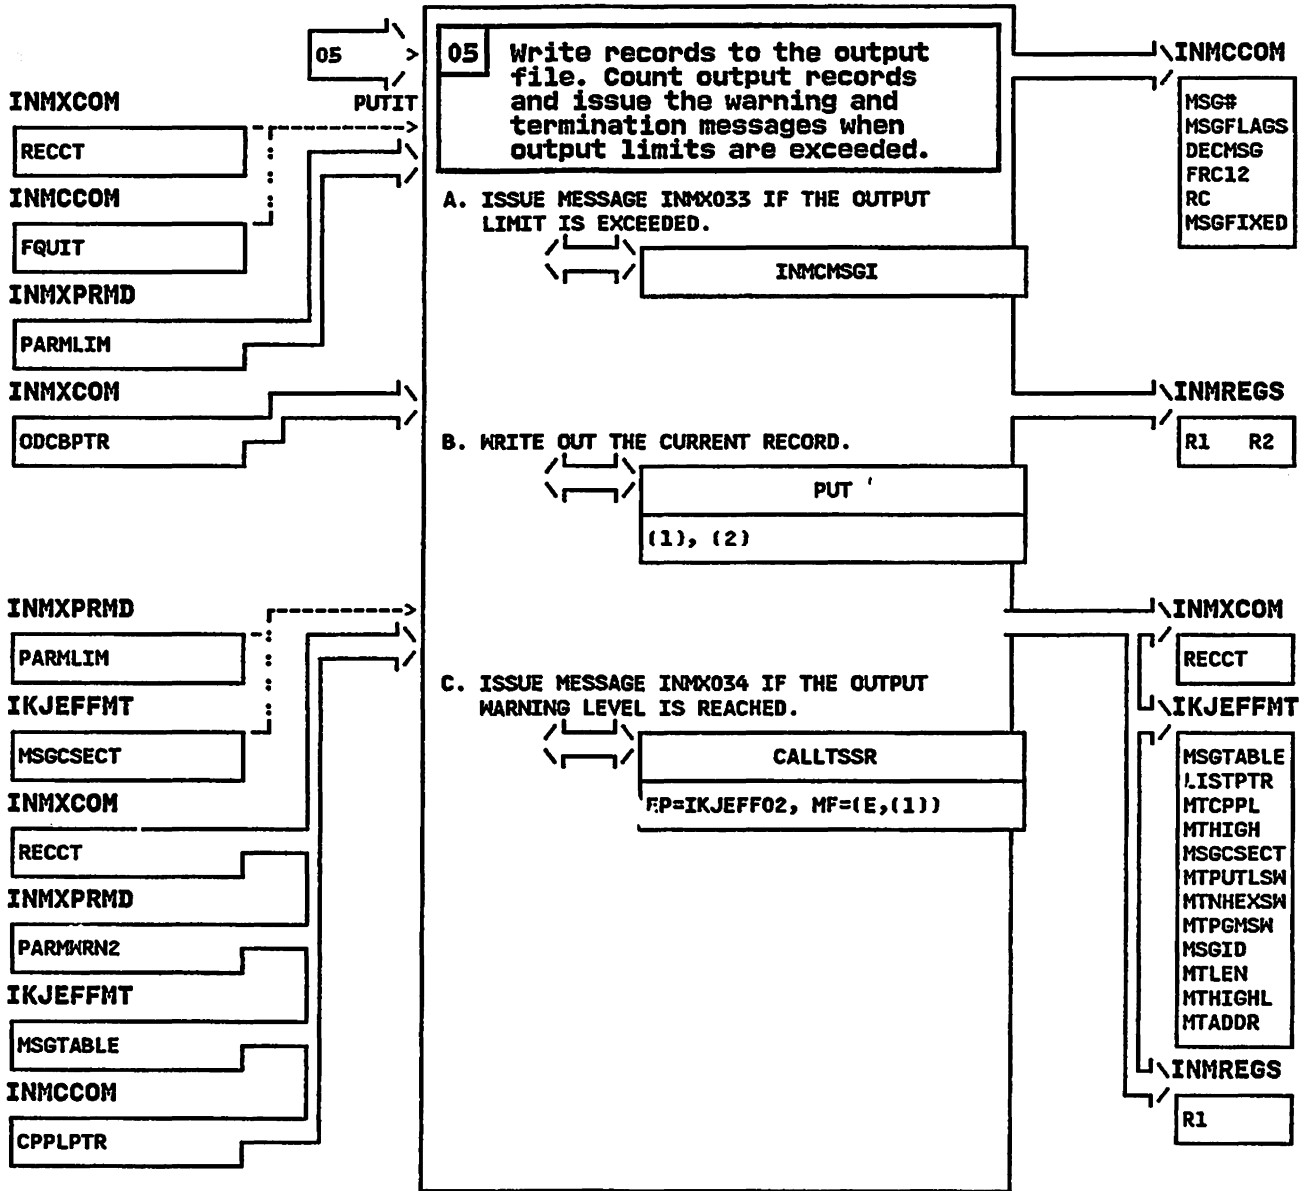 05
PUTIT
INMXCOM
RECCT
INMCCOM
FQUIT
INMXPRMD
PARMLIM
INMXCOM
ODCBPTR
INMXPRMD
PARMLIM
IKJEFFMT
MSGCSECT
INMXCOM
RECCT
INMXPRMD
PARMWRN2
IKJEFFMT
MSGTABLE
INMCCOM
CPPLPTR
05 Write records to the output
file. Count output records
and issue the warning and
termination messages when
output limits are exceeded.
A. ISSUE MESSAGE INMX033 IF THE OUTPUT
LIMIT IS EXCEEDED.
INMCMSGI
B. WRITE OUT THE CURRENT RECORD.
PUT
(1), (2)
C. ISSUE MESSAGE INMX034 IF THE OUTPUT
WARNING LEVEL IS REACHED.
CALLTSSR
EP=IKJEFF02, MF=(E,(1))
INMCCOM
MSG#
MSGFLAGS
DECMSG
FRC12
RC
MSGFIXED
INMREGS
R1 R2
INMXCOM
RECCT
IKJEFFMT
MSGTABLE
LISTPTR
MTCPPL
MTHIGH
MSGCSECT
MTPUTLSW
MTNHEXSW
MTPGMSW
MSGID
MTLEN
MTHIGHL
MTADDR
INMREGS
R1